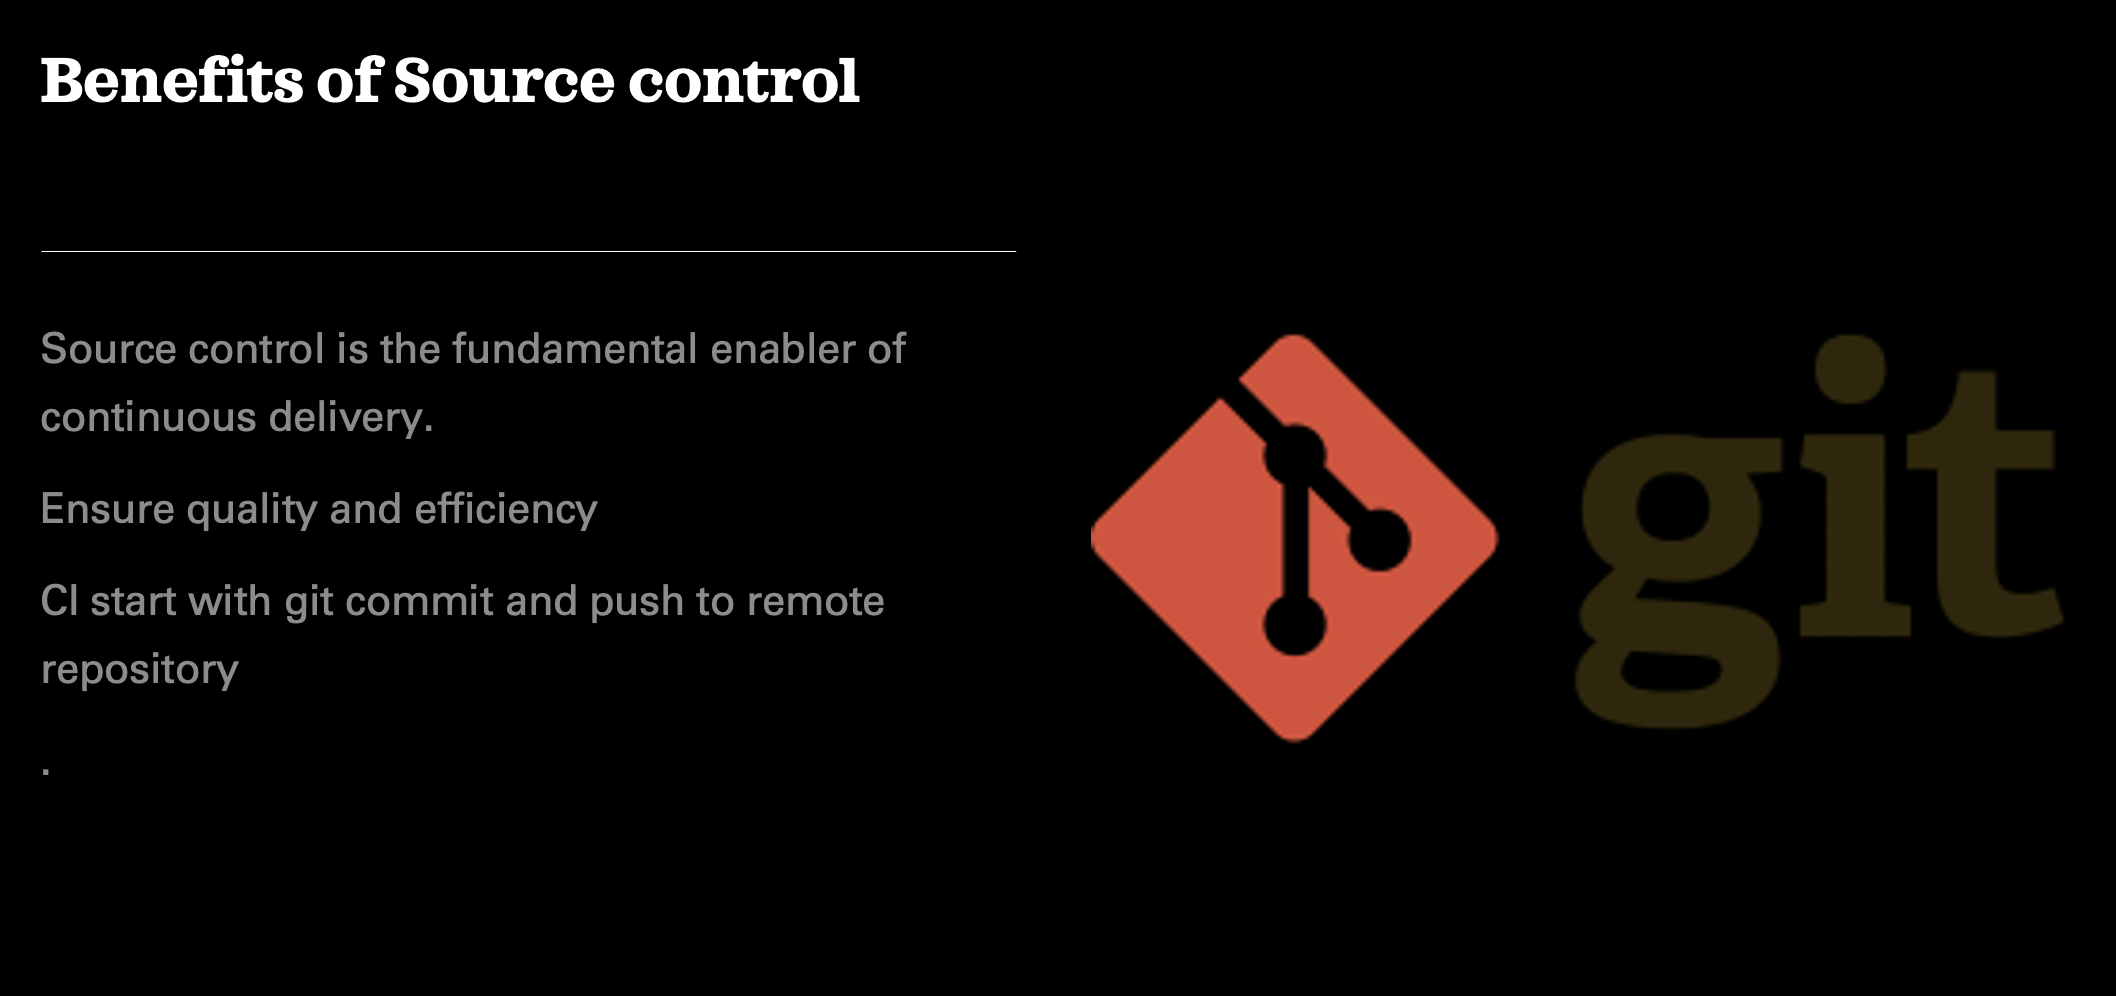 Benefits of Source control
Source control is the fundamental enabler of
continuous delivery.
Ensure quality and efficiency
CI start with git commit and push to remote
repository
.
git